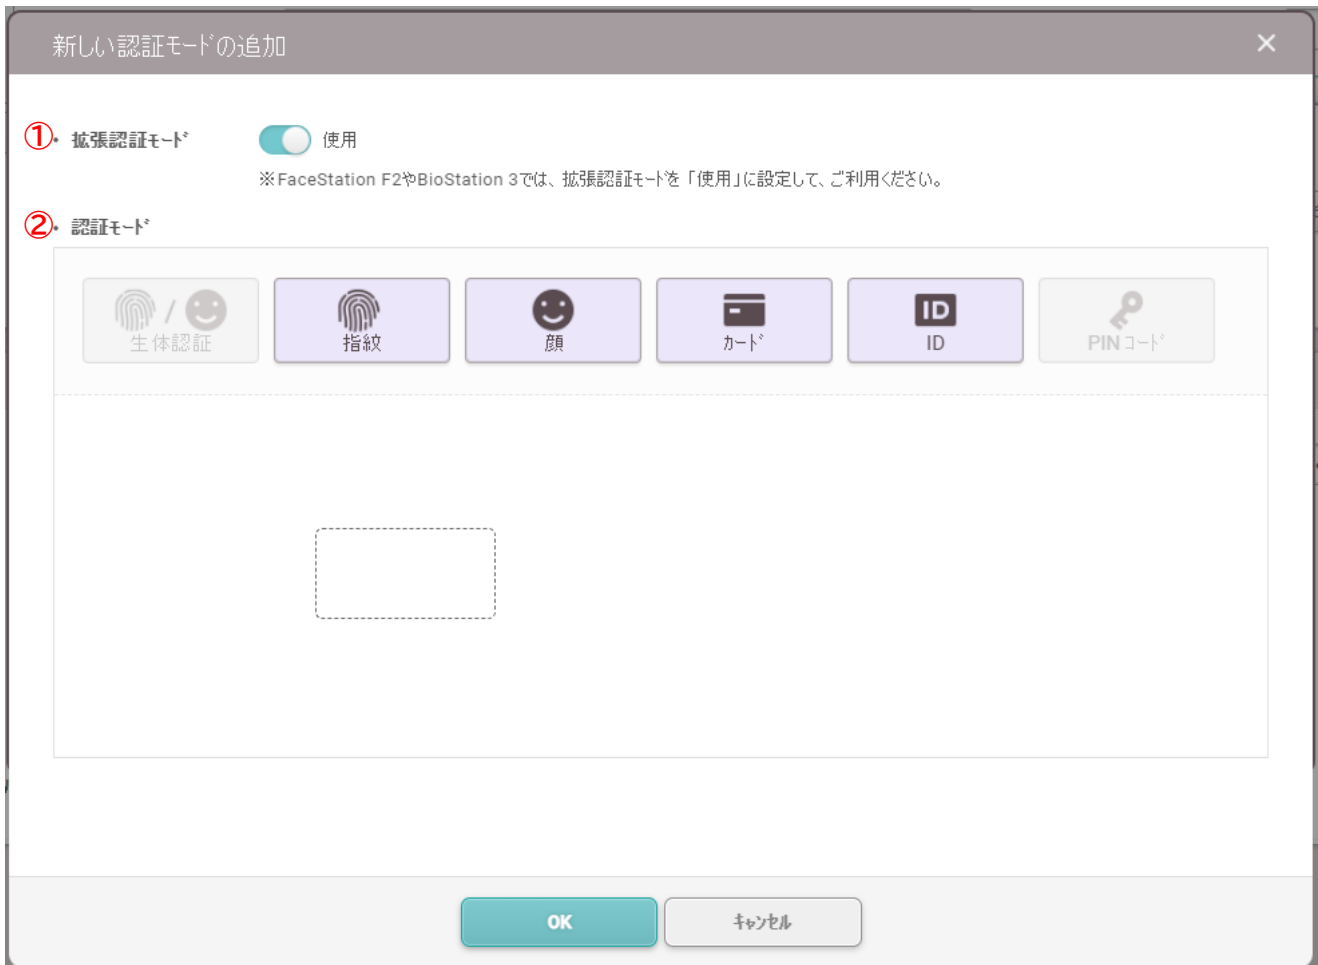 新しい認証モードの追加
① • 拡張認証モード 使用
※FaceStation F2やBioStation 3では、拡張認証モードを「使用」に設定して、ご利用ください。
② • 認証モード
/
生体認証 指紋 顔 カード ID ID PINコード
OK キャンセル